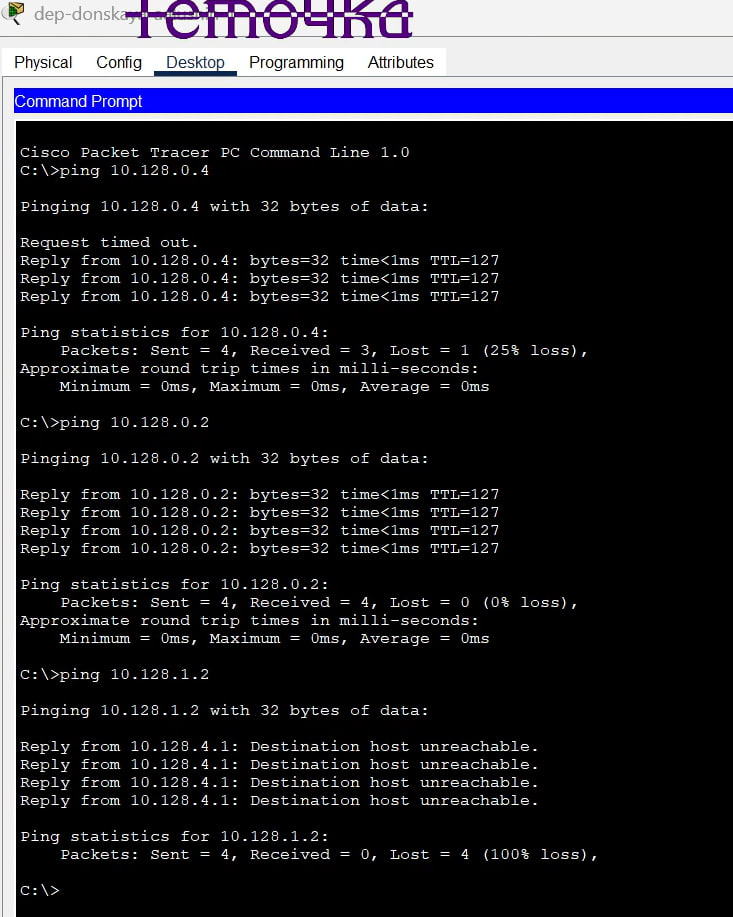 Тёточка
Physical Config Desktop Programming Attributes
Command Prompt
Cisco Packet Tracer PC Command Line 1.0
C:\>ping 10.128.0.4
Pinging 10.128.0.4 with 32 bytes of data:
Request timed out.
Reply from 10.128.0.4: bytes=32 time<1ms TTL=127
Reply from 10.128.0.4: bytes=32 time<1ms TTL=127
Reply from 10.128.0.4: bytes=32 time<1ms TTL=127
Ping statistics for 10.128.0.4:
Packets: Sent = 4, Received = 3, Lost = 1 (25% loss),
Approximate round trip times in milli-seconds:
Minimum = 0ms, Maximum = 0ms, Average = 0ms
C:\>ping 10.128.0.2
Pinging 10.128.0.2 with 32 bytes of data:
Reply from 10.128.0.2: bytes=32 time<1ms TTL=127
Reply from 10.128.0.2: bytes=32 time<1ms TTL=127
Reply from 10.128.0.2: bytes=32 time<1ms TTL=127
Reply from 10.128.0.2: bytes=32 time<1ms TTL=127
Ping statistics for 10.128.0.2:
Packets: Sent = 4, Received = 4, Lost = 0 (0% loss),
Approximate round trip times in milli-seconds:
Minimum = 0ms, Maximum = 0ms, Average = 0ms
C:\>ping 10.128.1.2
Pinging 10.128.1.2 with 32 bytes of data:
Reply from 10.128.4.1: Destination host unreachable.
Reply from 10.128.4.1: Destination host unreachable.
Reply from 10.128.4.1: Destination host unreachable.
Reply from 10.128.4.1: Destination host unreachable.
Ping statistics for 10.128.1.2:
Packets: Sent = 4, Received = 0, Lost = 4 (100% loss),
C:\>